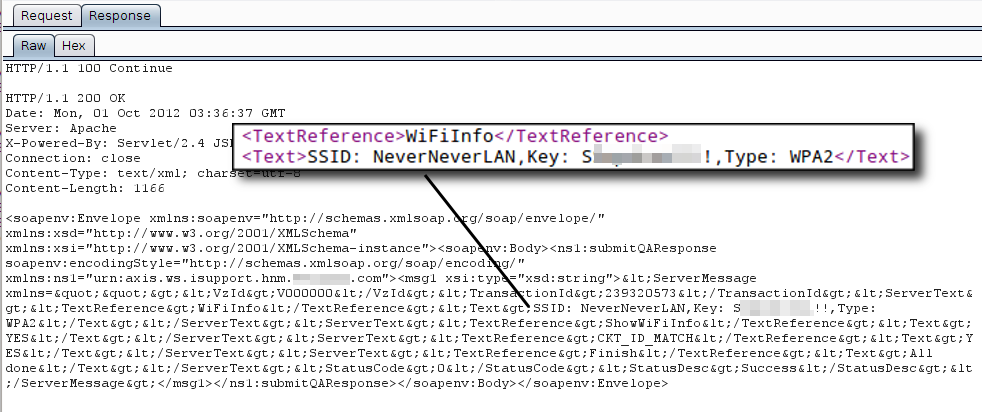 Request Response
Raw Hex
HTTP/1.1 100 Continue
HTTP/1.1 200 OK
Date: Mon, 01 Oct 2012 03:36:37 GMT
Server: Apache
X-Powered-By: Servlet/2.4 JS
Connection: close
Content-Type: text/xml; charset=utf-8
Content-Length: 1166
<TextReference>WiFiInfo</TextReference>
<Text>SSID: NeverNeverLAN,Key: S !,Type: WPA2</Text>
<soapenv:Envelope xmlns:soapenv="http://schemas.xmlsoap.org/soap/envelope/"
xmlns:xsd="http://www.w3.org/2001/XMLSchema"
xmlns:xsi="http://www.w3.org/2001/XMLSchema-instance"><soapenv:Body><ns1:submitQAResponse
soapenv:encodingStyle="http://schemas.xmlsoap.org/soap/encoding/"
xmlns:ns1="urn:axis.ws.isupport.hnm. .com"><msg1 xsi:type="xsd:string">&lt;ServerMessage
xmlns=&quot;&quot;&gt;&lt;VzId&gt;V000000&lt;/VzId&gt;&lt;TransactionId&gt;239320573&lt;/TransactionId&gt;&lt;ServerText&
gt;&lt;TextReference&gt;WiFiInfo&lt;/TextReference&gt;&lt;Text&gt;SSID: NeverNeverLAN,Key: S !!,Type:
WPA2&lt;/Text&gt;&lt;/ServerText&gt;&lt;ServerText&gt;&lt;TextReference&gt;ShowWiFiInfo&lt;/TextReference&gt;&lt;Text&gt;
YES&lt;/Text&gt;&lt;/ServerText&gt;&lt;ServerText&gt;&lt;TextReference&gt;CKT_ID_MATCH&lt;/TextReference&gt;&lt;Text&gt;Y
ES&lt;/Text&gt;&lt;/ServerText&gt;&lt;ServerText&gt;&lt;TextReference&gt;Finish&lt;/TextReference&gt;&lt;Text&gt;All
done&lt;/Text&gt;&lt;/ServerText&gt;&lt;StatusCode&gt;0&lt;/StatusCode&gt;&lt;StatusDesc&gt;Success&lt;/StatusDesc&gt;&lt
;/ServerMessage&gt;</msg1></ns1:submitQAResponse></soapenv:Body></soapenv:Envelope>